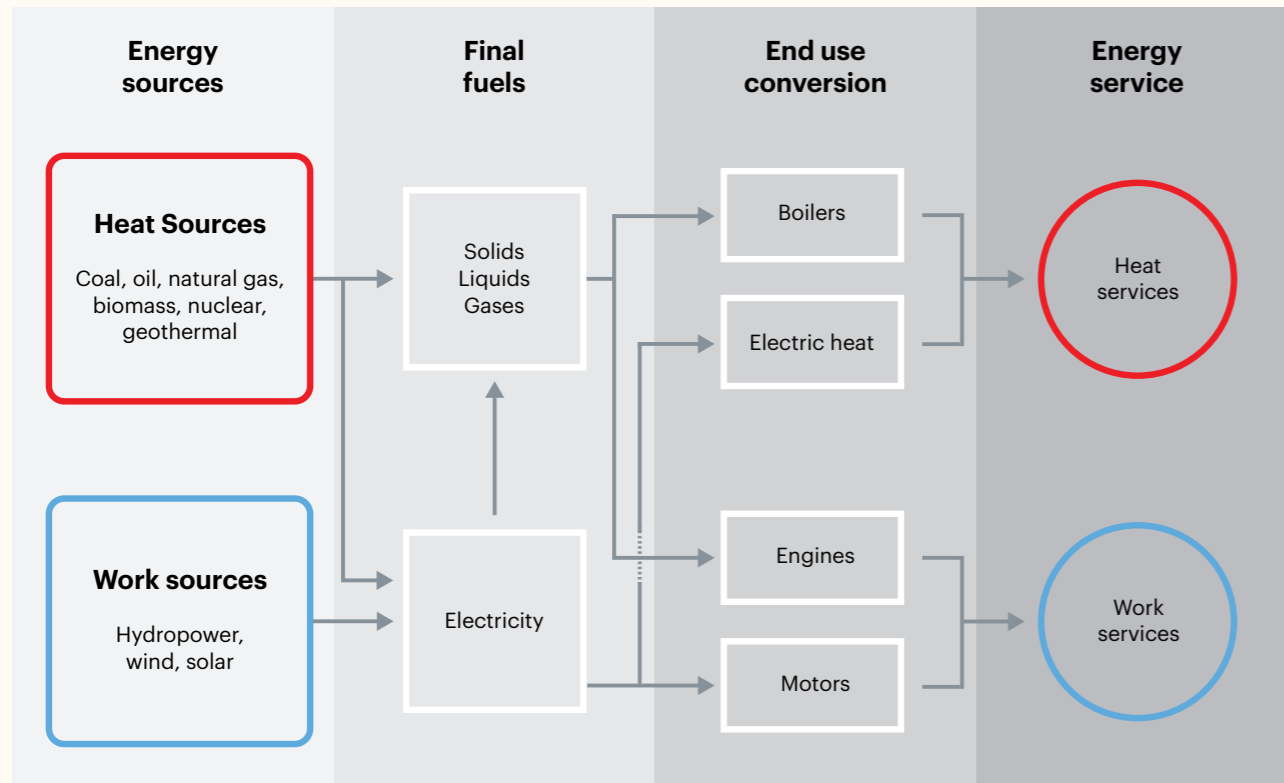 Energy
sources
Final
fuels
End use
conversion
Energy
service
Heat Sources
Coal, oil, natural gas,
biomass, nuclear,
geothermal
Solids
Liquids
Gases
Boilers
Electric heat
Heat
services
Work sources
Hydropower,
wind, solar
Electricity
Engines
Motors
Work
services